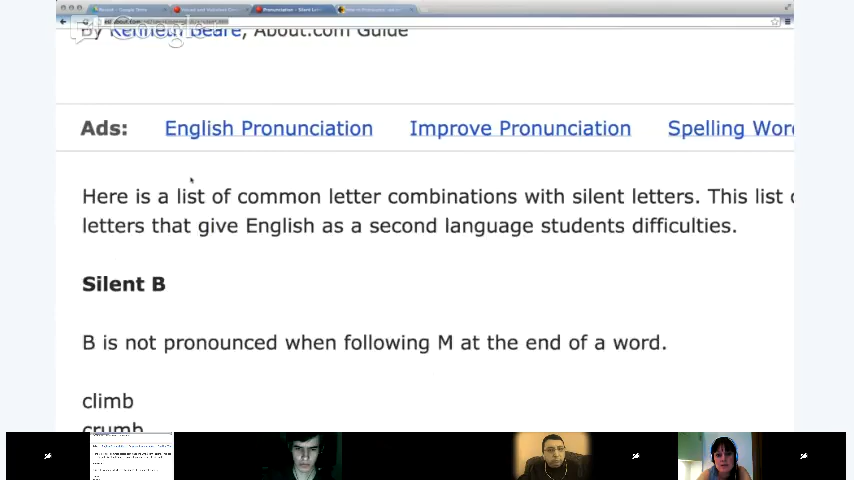 Google+
By Kenneth Beare, About.com Guide
Ads: English Pronunciation Improve Pronunciation Spelling Wor
Here is a list of common letter combinations with silent letters. This list
letters that give English as a second language students difficulties.
Silent B
B is not pronounced when following M at the end of a word.
climb
crumb